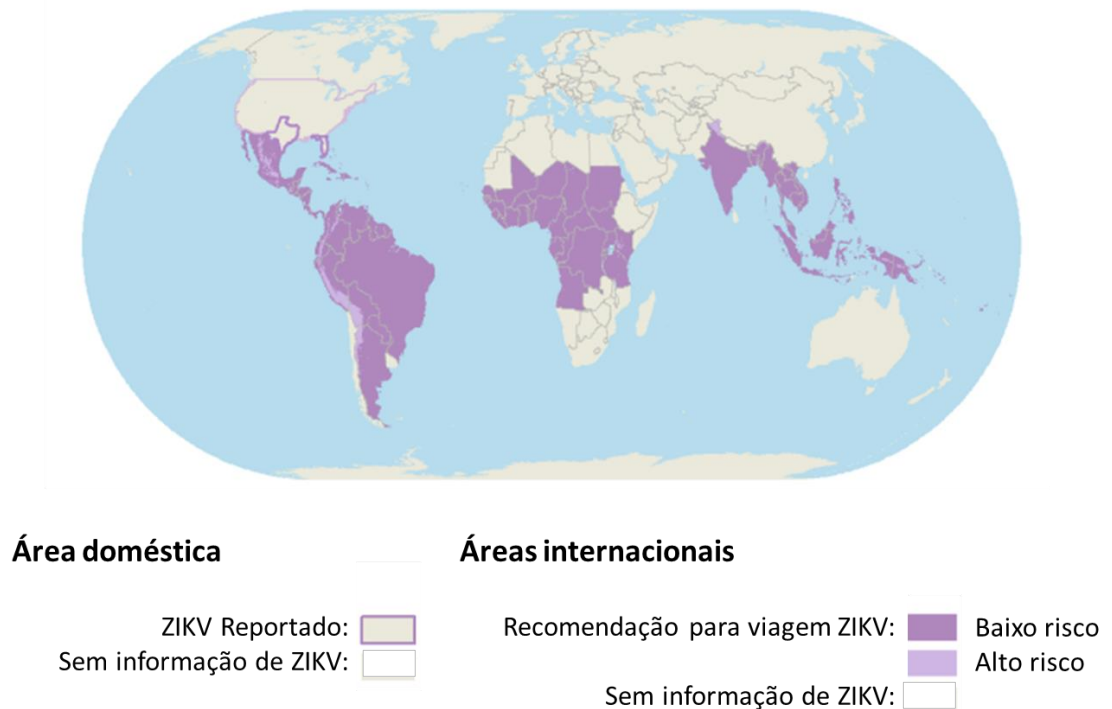 Área doméstica
Áreas internacionais
ZIKV Reportado:
Sem informação de ZIKV:
Recomendação para viagem ZIKV:
Baixo risco
Alto risco
Sem informação de ZIKV: